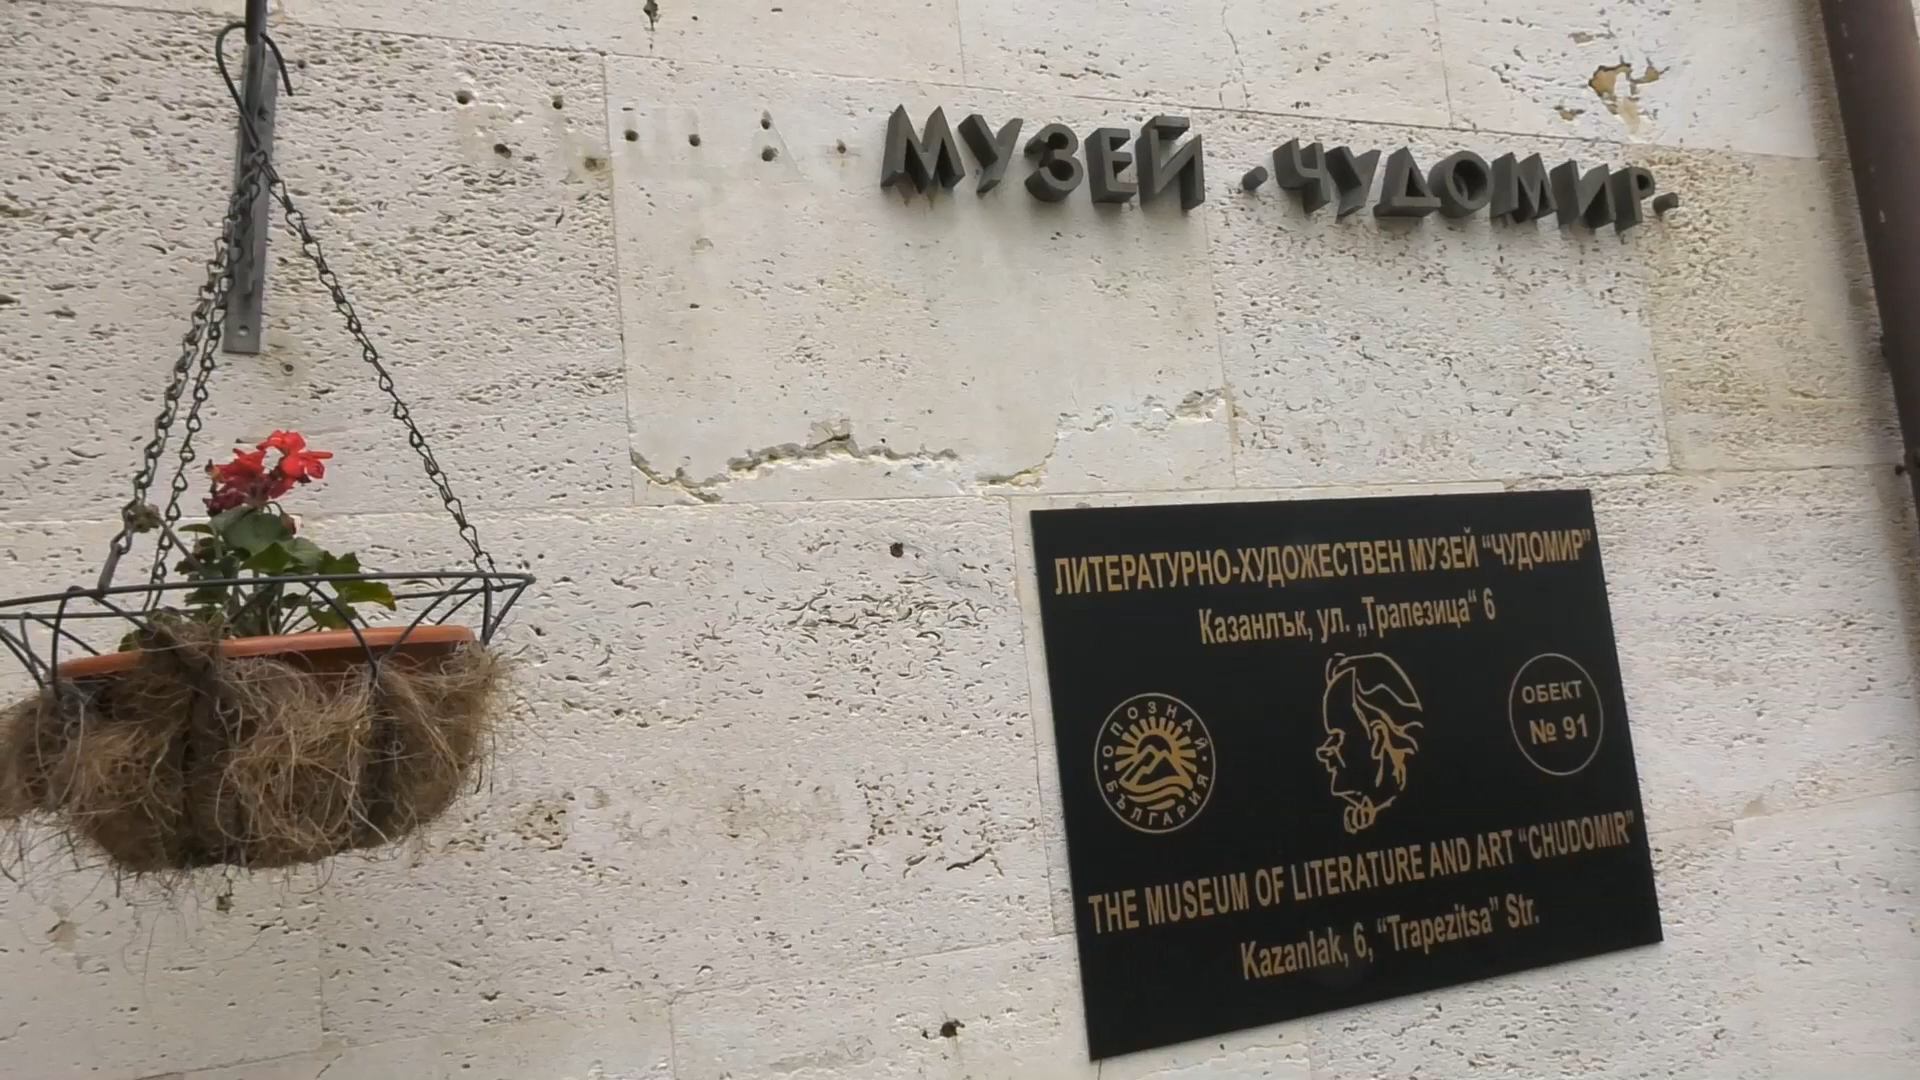 МУЗЕЙ ·ЧУДОМИР·
ЛИТЕРАТУРНО-ХУДОЖЕСТВЕН МУЗЕЙ “ЧУДОМИР”
Казанлък, ул. „Трапезица“ 6
ОПОЗНАЙ · БЪЛГАРИЯ ·
ОБЕКТ
№ 91
THE MUSEUM OF LITERATURE AND ART “CHUDOMIR”
Kazanlak, 6, “Trapezitsa” Str.